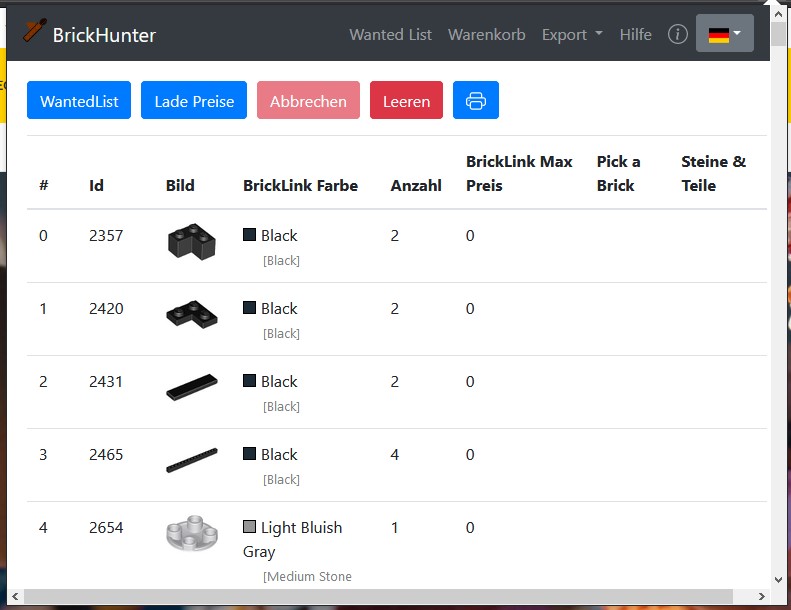 BrickHunter
Wanted List Warenkorb Export Hilfe
WantedList Lade Preise Abbrechen Leeren
# Id Bild BrickLink Farbe Anzahl BrickLink Max Preis Pick a Brick Steine & Teile
0 2357 Black 2 0
[Black]
1 2420 Black 2 0
[Black]
2 2431 Black 2 0
[Black]
3 2465 Black 4 0
[Black]
4 2654 Light Bluish Gray 1 0
[Medium Stone